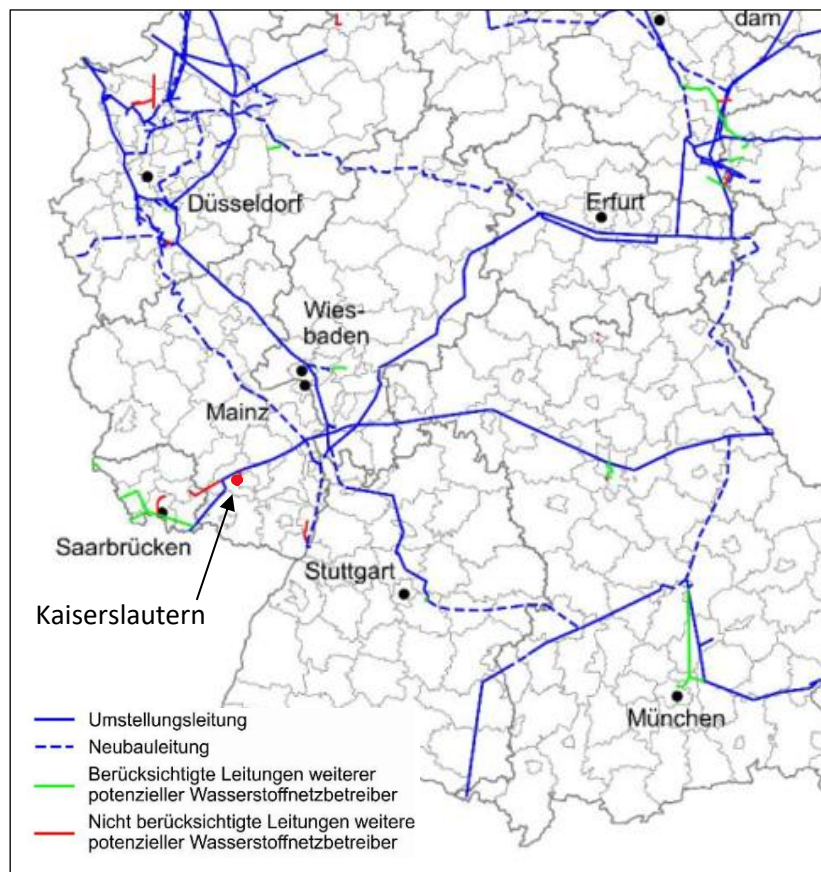 dam
Düsseldorf
Erfurt
Wies-
baden
Mainz
Saarbrücken
Stuttgart
Kaiserslautern
München
Umstellungsleitung
Neubauleitung
Berücksichtigte Leitungen weiterer
potenzieller Wasserstoffnetzbetreiber
Nicht berücksichtigte Leitungen weitere
potenzieller Wasserstoffnetzbetreiber